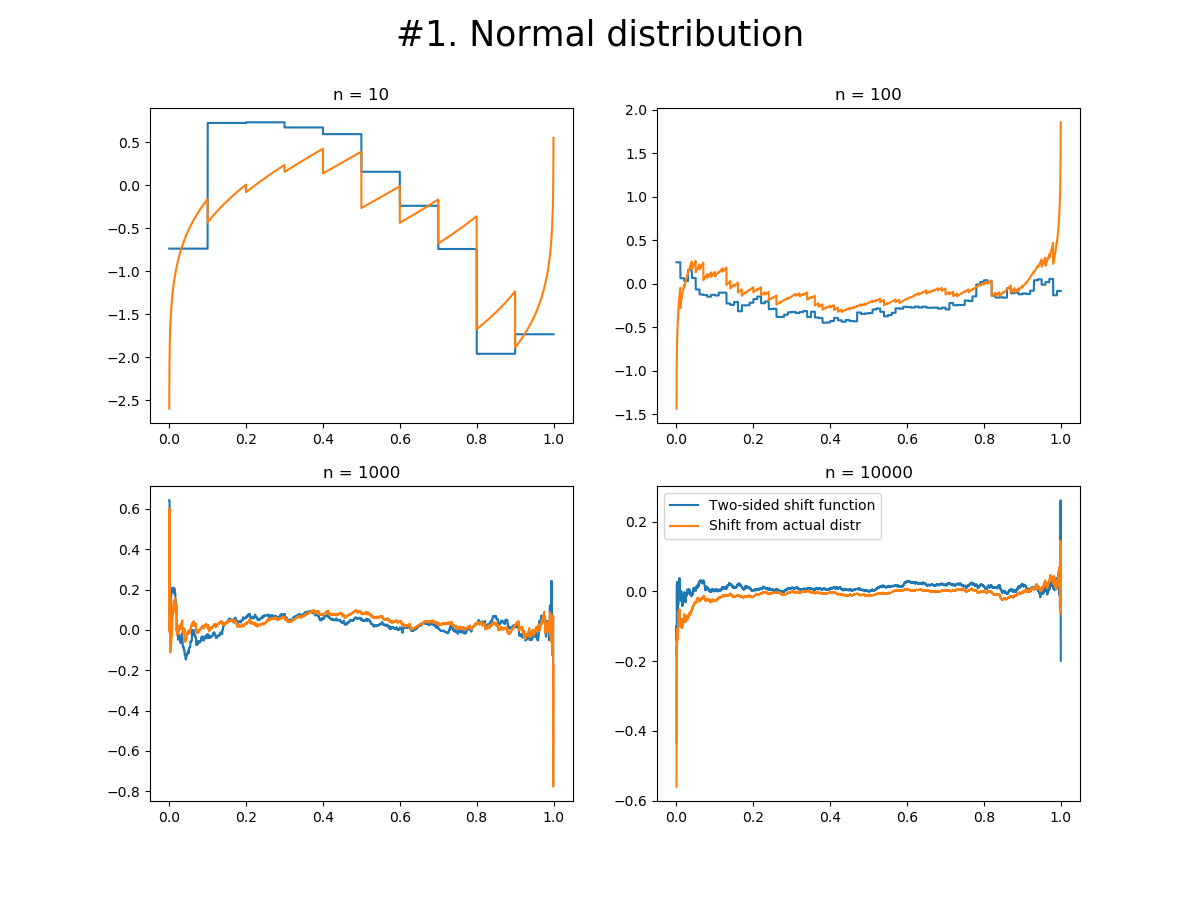 #1. Normal distribution
n = 10
0.5
0.0
−0.5
−1.0
−1.5
−2.0
−2.5
0.0 0.2 0.4 0.6 0.8 1.0
n = 100
2.0
1.5
1.0
0.5
0.0
−0.5
−1.0
−1.5
0.0 0.2 0.4 0.6 0.8 1.0
n = 1000
0.6
0.4
0.2
0.0
−0.2
−0.4
−0.6
−0.8
0.0 0.2 0.4 0.6 0.8 1.0
n = 10000
Two-sided shift function
Shift from actual distr
0.2
0.0
−0.2
−0.4
−0.6
0.0 0.2 0.4 0.6 0.8 1.0